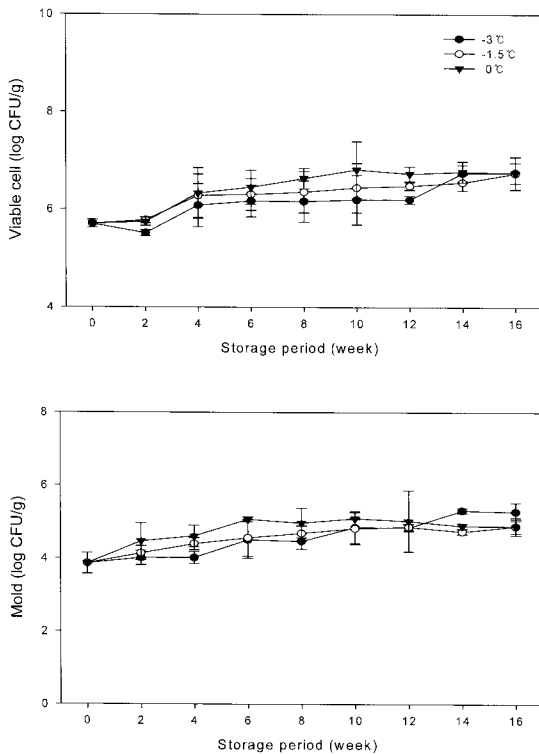 10
8
6
4
Viable cell (log CFU/g)
-3℃
-1.5℃
0℃
0 2 4 6 8 10 12 14 16
Storage period (week)
8
6
4
2
0
Mold (log CFU/g)
0 2 4 6 8 10 12 14 16
Storage period (week)